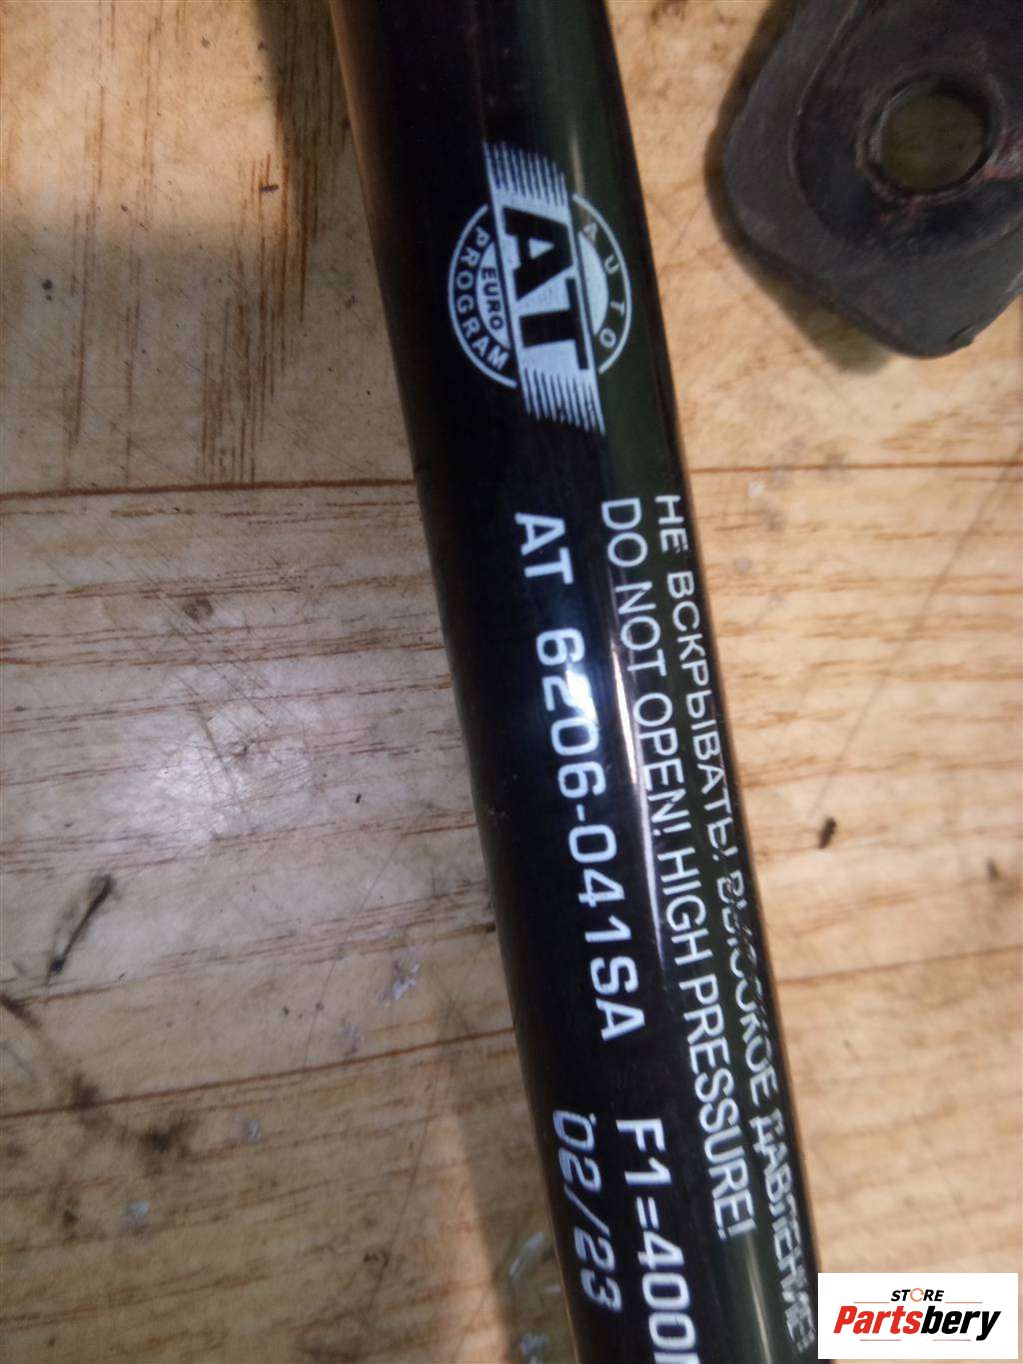 AUTO
AT
EURO
PROGRAM
НЕ ВСКРЫВАТЬ! ВЫСОКОЕ ДАВЛЕНИЕ!
DO NOT OPEN! HIGH PRESSURE!
AT 6206-041SA F1=400
02/23
STORE
Partsbery